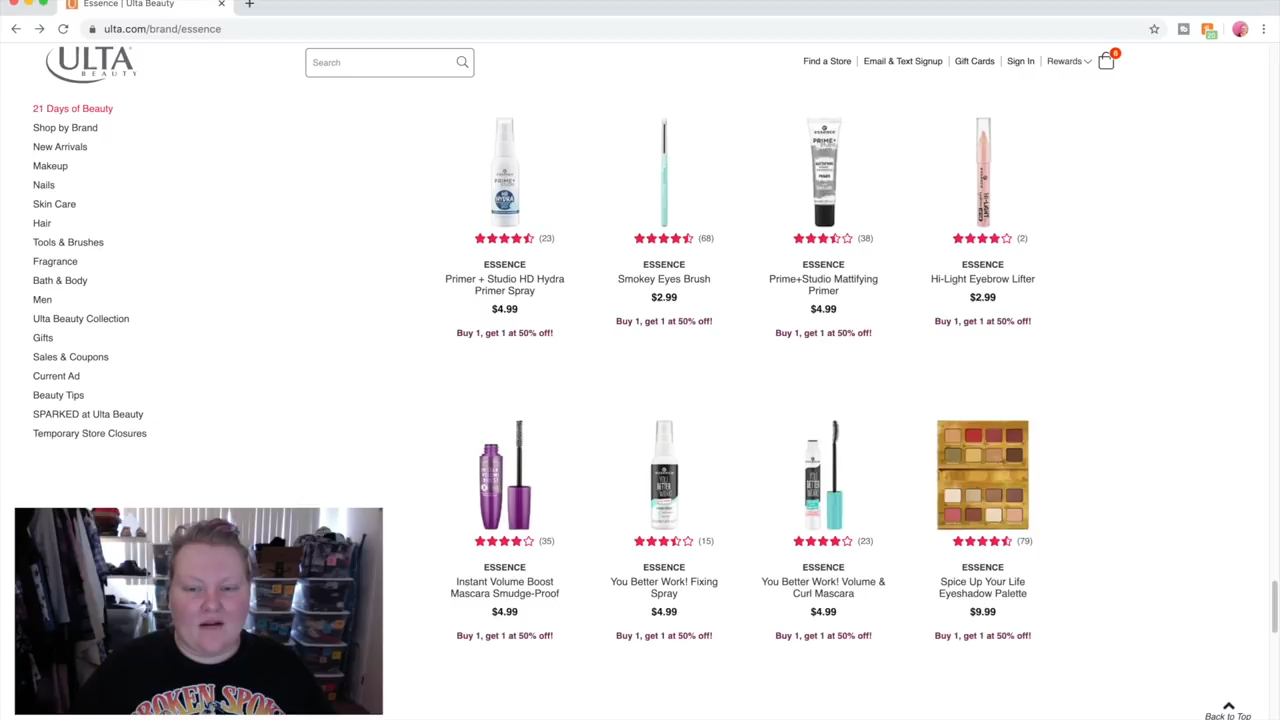 Essence | Ulta Beauty
ulta.com/brand/essence
20
ULTA
BEAUTY
Search
Find a Store
Email & Text Signup
Gift Cards
Sign In
Rewards
6
21 Days of Beauty
Shop by Brand
New Arrivals
Makeup
Nails
Skin Care
Hair
Tools & Brushes
Fragrance
Bath & Body
Men
Ulta Beauty Collection
Gifts
Sales & Coupons
Current Ad
Beauty Tips
SPARKED at Ulta Beauty
Temporary Store Closures
(23)
ESSENCE
Primer + Studio HD Hydra
Primer Spray
$4.99
Buy 1, get 1 at 50% off!
(68)
ESSENCE
Smokey Eyes Brush
$2.99
Buy 1, get 1 at 50% off!
(38)
ESSENCE
Prime+Studio Mattifying
Primer
$4.99
Buy 1, get 1 at 50% off!
(2)
ESSENCE
Hi-Light Eyebrow Lifter
$2.99
Buy 1, get 1 at 50% off!
(35)
ESSENCE
Instant Volume Boost
Mascara Smudge-Proof
$4.99
Buy 1, get 1 at 50% off!
(15)
ESSENCE
You Better Work! Fixing
Spray
$4.99
Buy 1, get 1 at 50% off!
(23)
ESSENCE
You Better Work! Volume &
Curl Mascara
$4.99
Buy 1, get 1 at 50% off!
(79)
ESSENCE
Spice Up Your Life
Eyeshadow Palette
$9.99
Buy 1, get 1 at 50% off!
BROKEN SPOKE
Back to Top